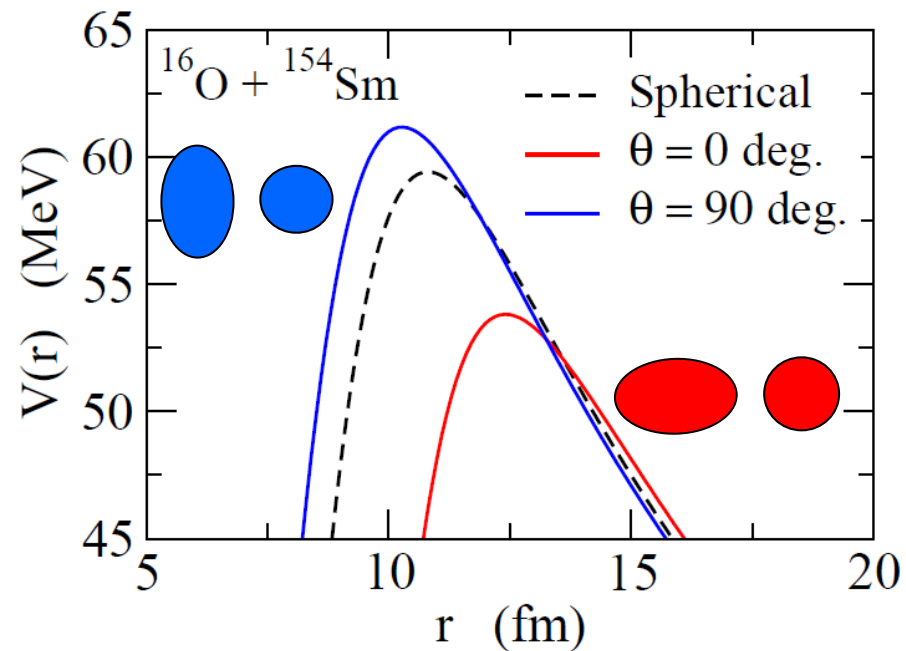 65
60
55
50
45
V(r) (MeV)
¹⁶O + ¹⁵⁴Sm
Spherical
θ = 0 deg.
θ = 90 deg.
5 10 15 20
r (fm)